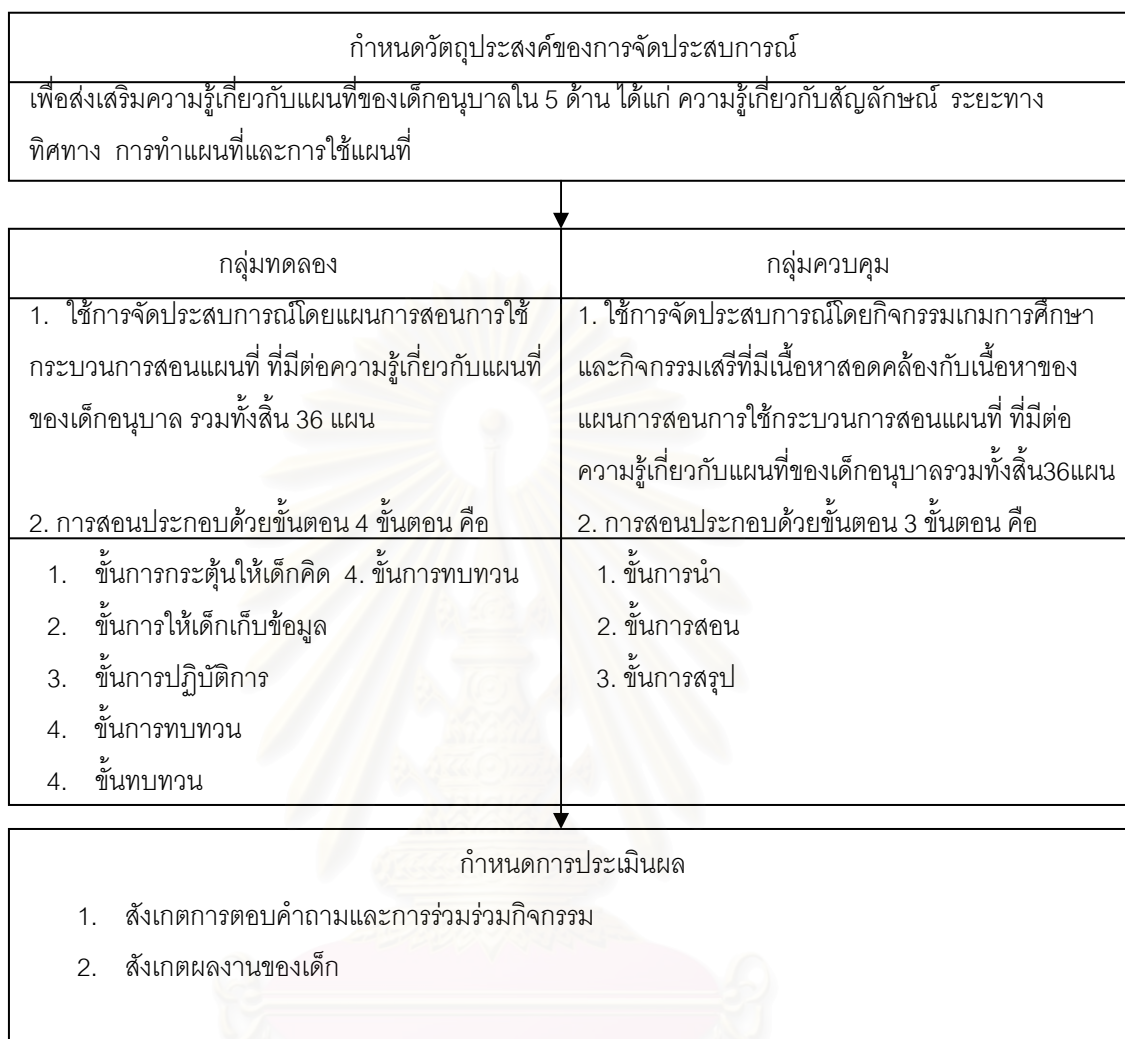 กำหนดวัตถุประสงค์ของการจัดประสบการณ์
เพื่อส่งเสริมความรู้เกี่ยวกับแผนที่ของเด็กอนุบาลใน 5 ด้าน ได้แก่ ความรู้เกี่ยวกับสัญลักษณ์ ระยะทาง
ทิศทาง การทำแผนที่และการใช้แผนที่
กลุ่มทดลอง
1. ใช้การจัดประสบการณ์โดยแผนการสอนการใช้
กระบวนการสอนแผนที่ ที่มีต่อความรู้เกี่ยวกับแผนที่
ของเด็กอนุบาล รวมทั้งสิ้น 36 แผน
2. การสอนประกอบด้วยขั้นตอน 4 ขั้นตอน คือ
1. ขั้นการกระตุ้นให้เด็กคิด 4. ขั้นการทบทวน
2. ขั้นการให้เด็กเก็บข้อมูล
3. ขั้นการปฏิบัติการ
4. ขั้นการทบทวน
4. ขั้นทบทวน
กลุ่มควบคุม
1. ใช้การจัดประสบการณ์โดยกิจกรรมเกมการศึกษา
และกิจกรรมเสรีที่มีเนื้อหาสอดคล้องกับเนื้อหาของ
แผนการสอนการใช้กระบวนการสอนแผนที่ ที่มีต่อ
ความรู้เกี่ยวกับแผนที่ของเด็กอนุบาลรวมทั้งสิ้น36แผน
2. การสอนประกอบด้วยขั้นตอน 3 ขั้นตอน คือ
1. ขั้นการนำ
2. ขั้นการสอน
3. ขั้นการสรุป
กำหนดการประเมินผล
1. สังเกตการตอบคำถามและการร่วมร่วมกิจกรรม
2. สังเกตผลงานของเด็ก